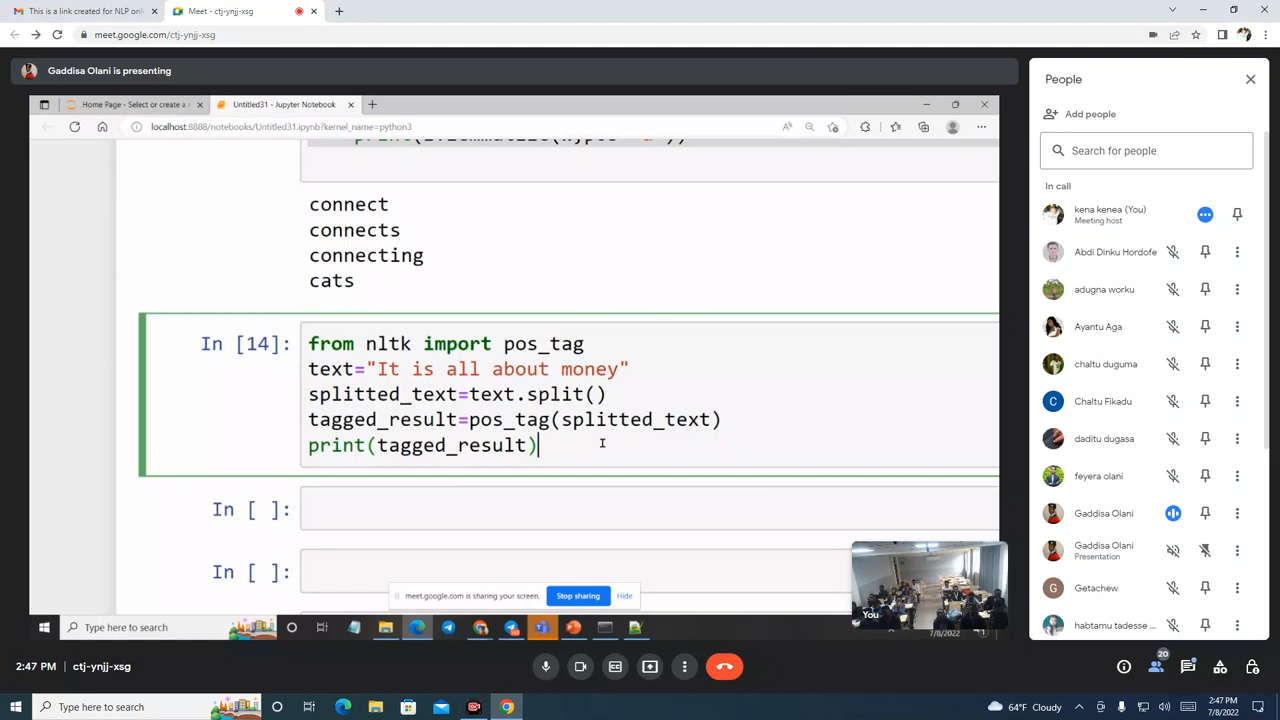 This is a link created for NLP onli
Meet - ctj-ynjj-xsg
meet.google.com/ctj-ynjj-xsg
Gaddisa Olani is presenting
Home Page - Select or create a n
Untitled31 - Jupyter Notebook
localhost:8888/notebooks/Untitled31.ipynb?kernel_name=python3
connect
connects
connecting
cats
In [14]:
from nltk import pos_tag
text="It is all about money"
splitted_text=text.split()
tagged_result=pos_tag(splitted_text)
print(tagged_result)
In [ ]:
In [ ]:
meet.google.com is sharing your screen.
Stop sharing
Hide
You
Type here to search
7/8/2022
People
Add people
Search for people
In call
kena kenea (You)
Meeting host
Abdi Dinku Hordofe
adugna worku
Ayantu Aga
chaltu duguma
C
Chaltu Fikadu
daditu dugasa
feyera olani
Gaddisa Olani
Gaddisa Olani
Presentation
G
Getachew
habtamu tadesse ...
2:47 PM
ctj-ynjj-xsg
20
Type here to search
64°F Cloudy
2:47 PM
7/8/2022